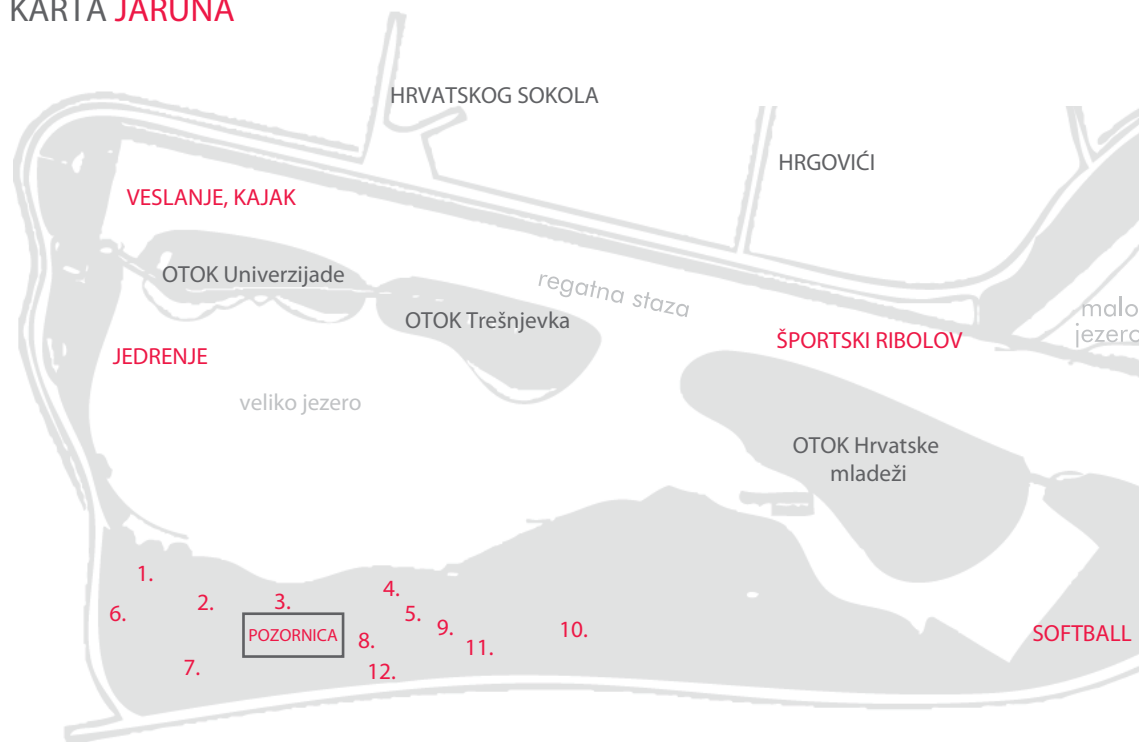 KARTA JARUNA
HRVATSKOG SOKOLA
HRGOVIĆI
VESLANJE, KAJAK
OTOK Univerzijade
regatna staza
OTOK Trešnjevka
malo
jezero
ŠPORTSKI RIBOLOV
JEDRENJE
veliko jezero
OTOK Hrvatske
mladeži
1.
2.
3.
4.
5.
6.
POZORNICA
8.
9.
10.
11.
7.
12.
SOFTBALL